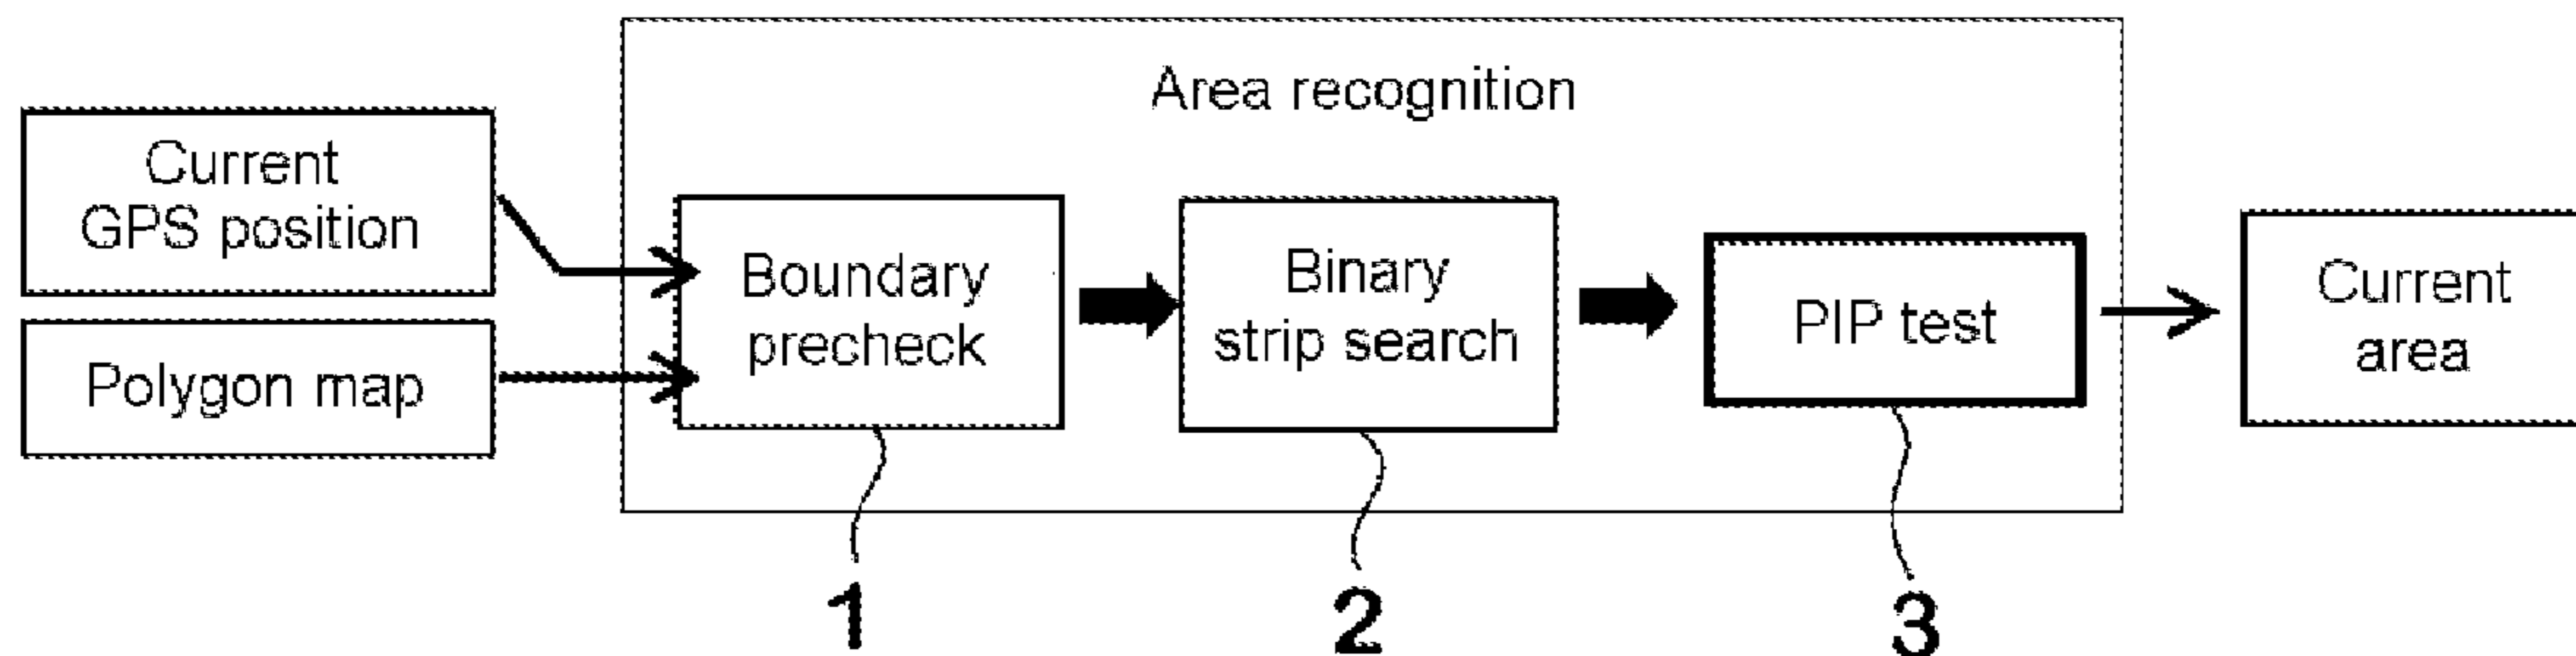 Area recognition
Current
GPS position
Polygon map
Boundary
precheck
Binary
strip search
PIP test
Current
area
1
2
3